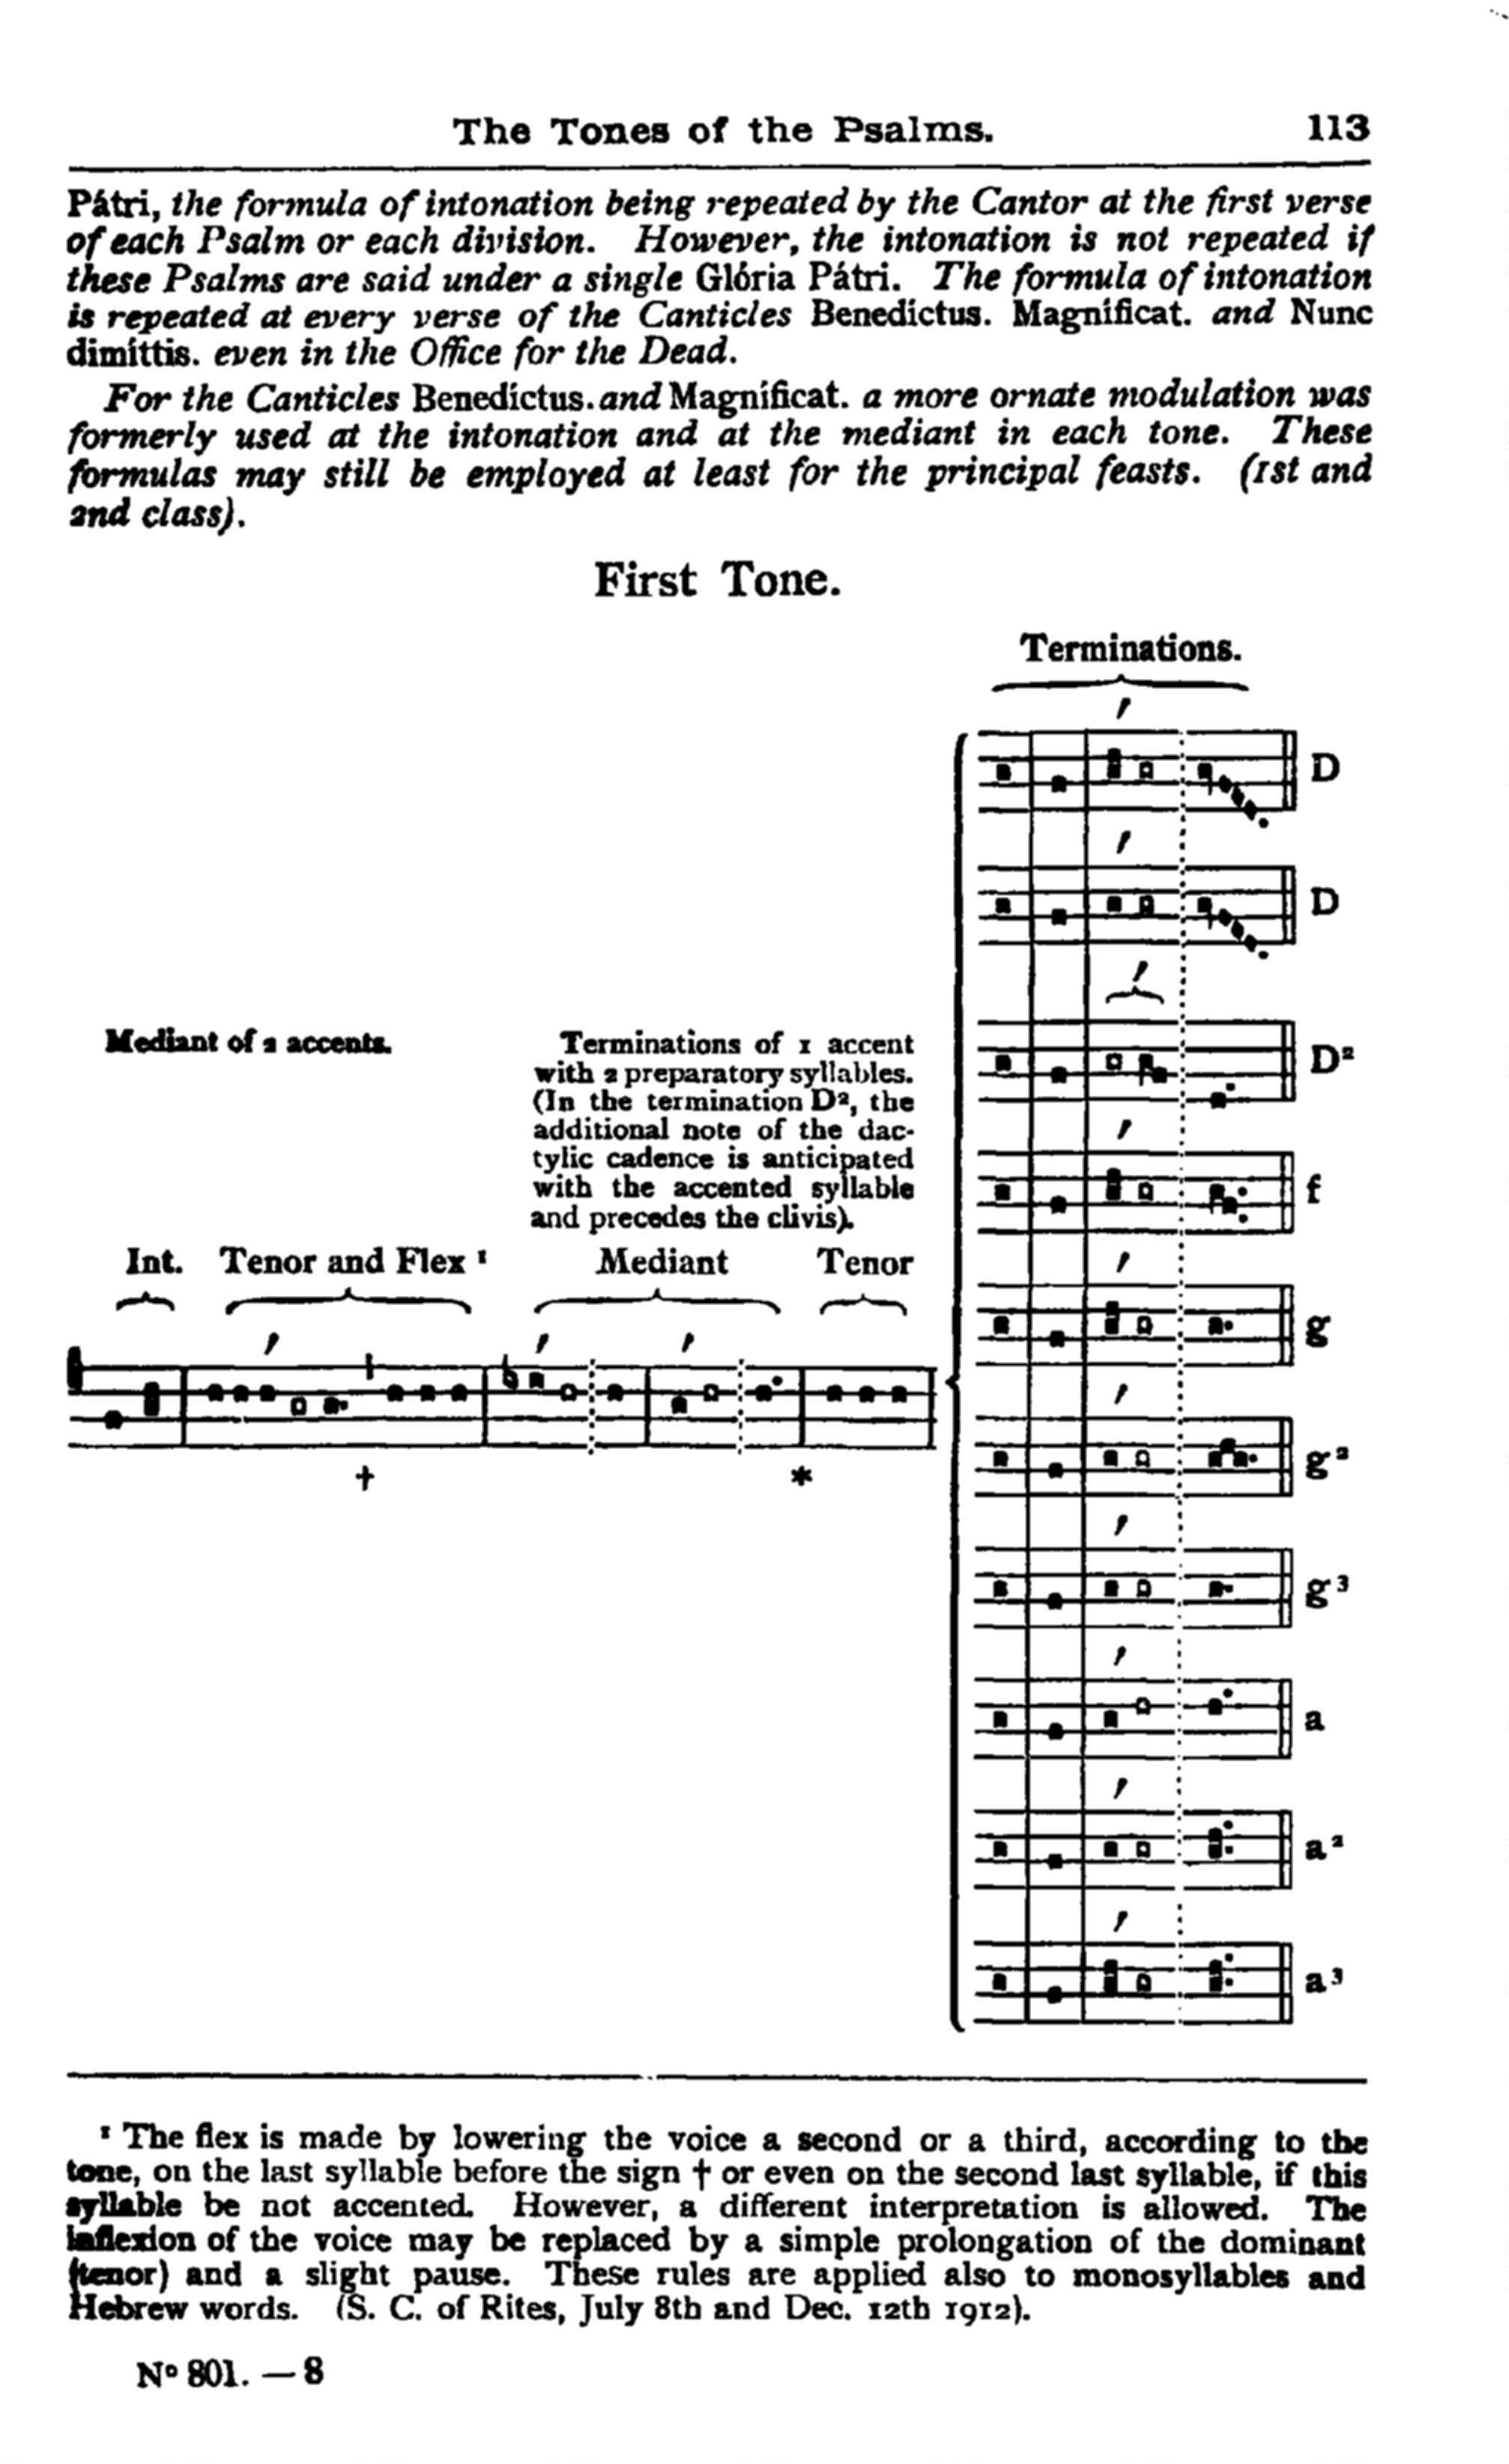 The Tones of the Psalms. 113
Pátri, the formula of intonation being repeated by the Cantor at the first verse
of each Psalm or each division. However, the intonation is not repeated if
these Psalms are said under a single Glória Pátri. The formula of intonation
is repeated at every verse of the Canticles Benedíctus. Magníficat. and Nunc
dimíttis. even in the Office for the Dead.
For the Canticles Benedíctus. and Magníficat. a more ornate modulation was
formerly used at the intonation and at the mediant in each tone. These
formulas may still be employed at least for the principal feasts. (1st and
2nd class).
First Tone.
Terminations.
D
D
D²
f
g
g²
g³
a
a²
a³
Mediant of 2 accents.
Terminations of 1 accent
with 2 preparatory syllables.
(In the termination D², the
additional note of the dac-
tylic cadence is anticipated
with the accented syllable
and precedes the clivis).
Int. Tenor and Flex ¹ Mediant Tenor
† *
¹ The flex is made by lowering the voice a second or a third, according to the
tone, on the last syllable before the sign † or even on the second last syllable, if this
syllable be not accented. However, a different interpretation is allowed. The
inflexion of the voice may be replaced by a simple prolongation of the dominant
(tenor) and a slight pause. These rules are applied also to monosyllables and
Hebrew words. (S. C. of Rites, July 8th and Dec. 12th 1912).
Nº 801. — 8